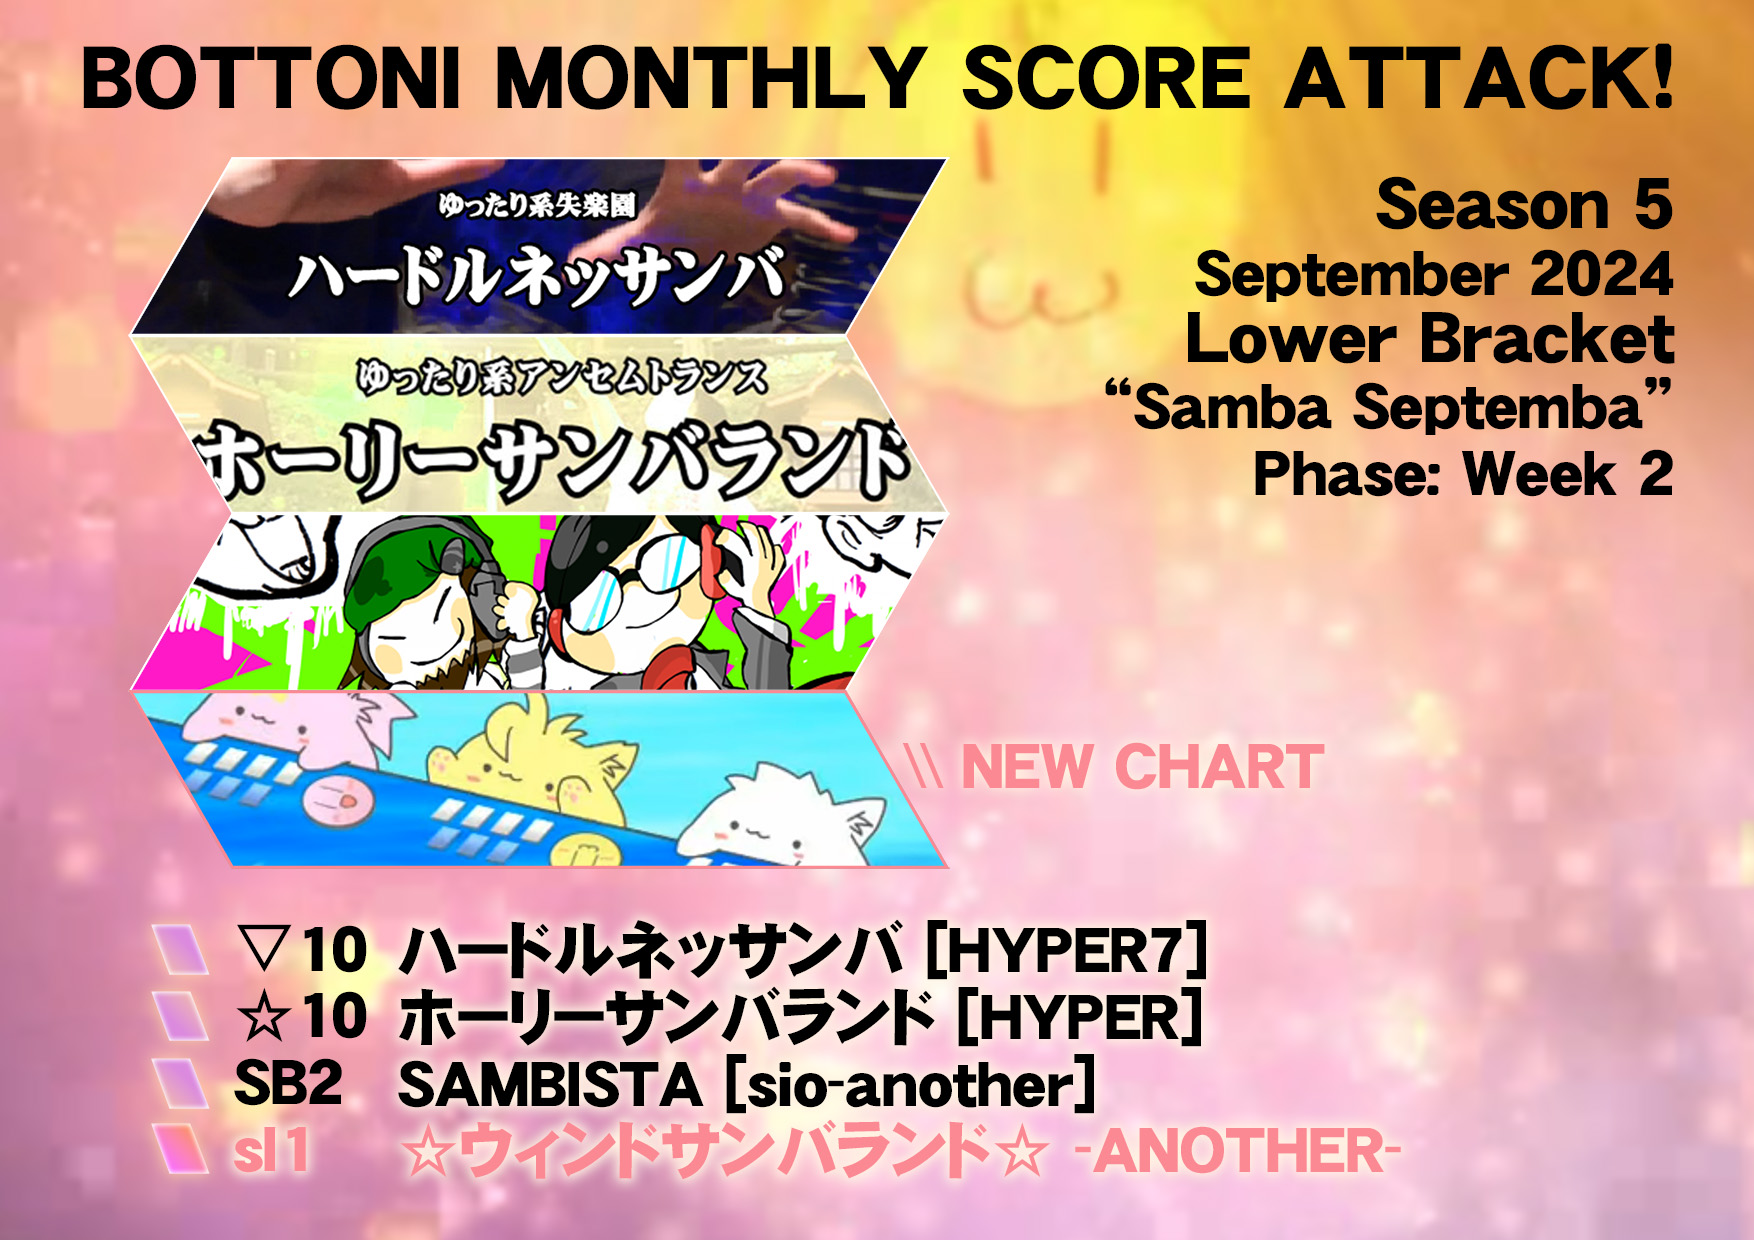 BOTTONI MONTHLY SCORE ATTACK!
ゆったり系失楽園
ハードルネッサンバ
ゆったり系アンセムトランス
ホーリーサンバランド
Season 5
September 2024
Lower Bracket
“Samba Septemba”
Phase: Week 2
\\ NEW CHART
▽10 ハードルネッサンバ [HYPER7]
☆10 ホーリーサンバランド [HYPER]
SB2 SAMBISTA [sio-another]
sl1 ☆ウィンドサンバランド☆ -ANOTHER-